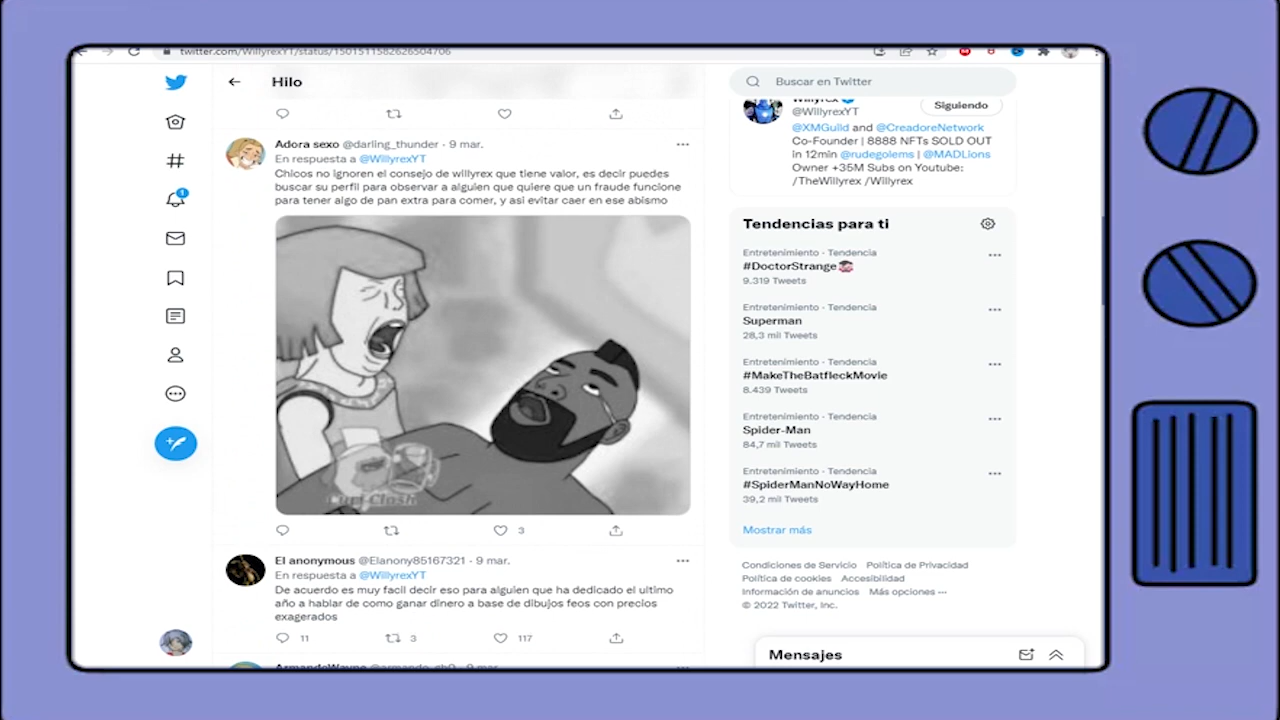 twitter.com/WillyrexYT/status/1501511582626504706
Hilo
Buscar en Twitter
Adora sexo @darling_thunder · 9 mar.
En respuesta a @WillyrexYT
Chicos no ignoren el consejo de willyrex que tiene valor, es decir puedes
buscar su perfil para observar a alguien que quiere que un fraude funcione
para tener algo de pan extra para comer, y asi evitar caer en ese abismo
3
El anonymous @Elanony85167321 · 9 mar.
En respuesta a @WillyrexYT
De acuerdo es muy facil decir eso para alguien que ha dedicado el ultimo
año a hablar de como ganar dinero a base de dibujos feos con precios
exagerados
11 3 117
ArmandoWayne @armando_gh0 · 9 mar.
Willyrex
Siguiendo
@WillyrexYT
@XMGuild and @CreadoreNetwork
Co-Founder | 8888 NFTs SOLD OUT
in 12min @rudegolems | @MADLions
Owner +35M Subs on Youtube:
/TheWillyrex /Willyrex
Tendencias para ti
Entretenimiento · Tendencia
#DoctorStrange
9.319 Tweets
Entretenimiento · Tendencia
Superman
28,3 mil Tweets
Entretenimiento · Tendencia
#MakeTheBatfleckMovie
8.439 Tweets
Entretenimiento · Tendencia
Spider-Man
84,7 mil Tweets
Entretenimiento · Tendencia
#SpiderManNoWayHome
39,2 mil Tweets
Mostrar más
Condiciones de Servicio Política de Privacidad
Política de cookies Accesibilidad
Información de anuncios Más opciones ···
© 2022 Twitter, Inc.
Mensajes
1